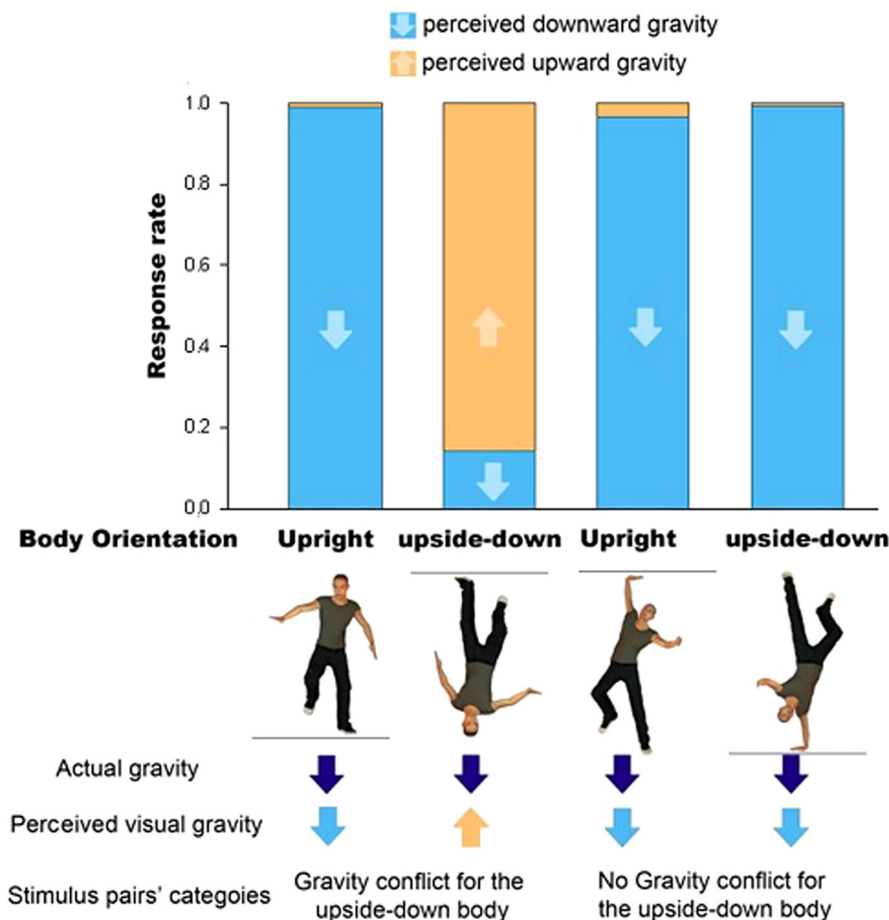 perceived downward gravity
perceived upward gravity
1.0
0.8
0.6
0.4
0.2
0.0
Response rate
Body Orientation Upright upside-down Upright upside-down
Actual gravity
Perceived visual gravity
Stimulus pairs' categoies
Gravity conflict for the
upside-down body
No Gravity conflict for
the upside-down body